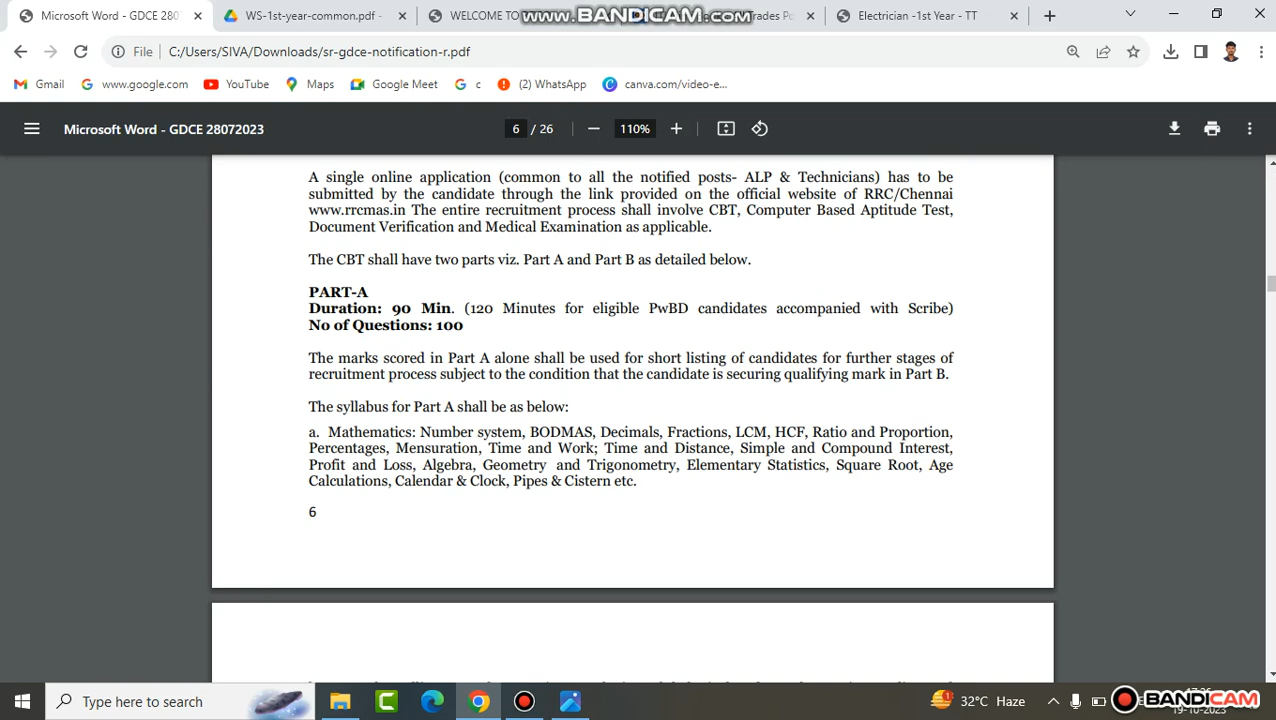 Microsoft Word - GDCE 280
WS-1st-year-common.pdf -
WELCOME TO
www.BANDICAM.com
Trades P
Electrician -1st Year - TT
File
C:/Users/SIVA/Downloads/sr-gdce-notification-r.pdf
Gmail
www.google.com
YouTube
Maps
Google Meet
c
(2) WhatsApp
canva.com/video-e...
Microsoft Word - GDCE 28072023
6 / 26
110%
A single online application (common to all the notified posts- ALP & Technicians) has to be
submitted by the candidate through the link provided on the official website of RRC/Chennai
www.rrcmas.in The entire recruitment process shall involve CBT, Computer Based Aptitude Test,
Document Verification and Medical Examination as applicable.
The CBT shall have two parts viz. Part A and Part B as detailed below.
PART-A
Duration: 90 Min. (120 Minutes for eligible PwBD candidates accompanied with Scribe)
No of Questions: 100
The marks scored in Part A alone shall be used for short listing of candidates for further stages of
recruitment process subject to the condition that the candidate is securing qualifying mark in Part B.
The syllabus for Part A shall be as below:
a. Mathematics: Number system, BODMAS, Decimals, Fractions, LCM, HCF, Ratio and Proportion,
Percentages, Mensuration, Time and Work; Time and Distance, Simple and Compound Interest,
Profit and Loss, Algebra, Geometry and Trigonometry, Elementary Statistics, Square Root, Age
Calculations, Calendar & Clock, Pipes & Cistern etc.
6
Type here to search
32°C Haze
BANDICAM
19-10-2023